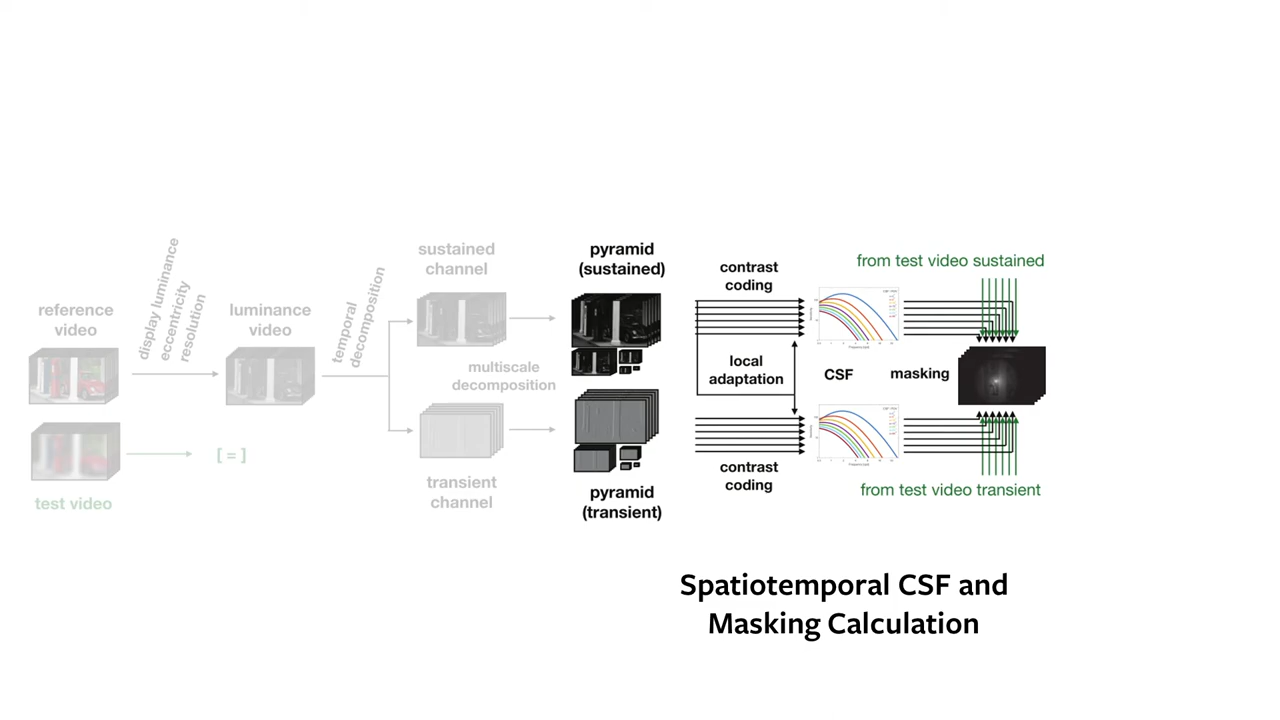 reference
video
display luminance
eccentricity
resolution
luminance
video
temporal
decomposition
sustained
channel
multiscale
decomposition
transient
channel
test video
[ = ]
pyramid
(sustained)
pyramid
(transient)
contrast
coding
local
adaptation
contrast
coding
CSF
masking
from test video sustained
from test video transient
Spatiotemporal CSF and
Masking Calculation